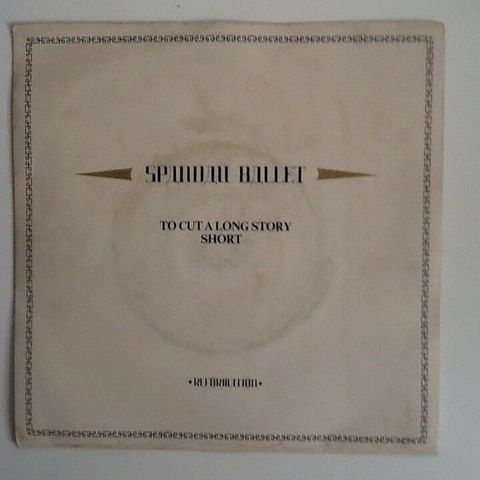 SPANDAU BALLET
TO CUT A LONG STORY
SHORT
• REFORMATION •